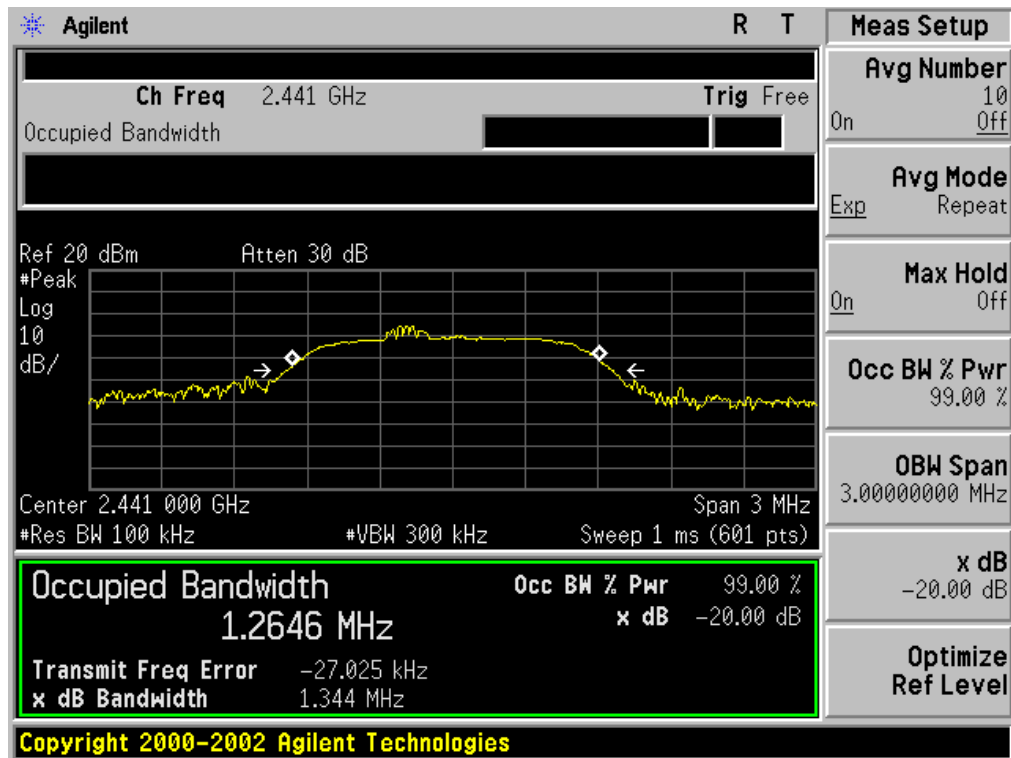 Agilent R T
Ch Freq 2.441 GHz Trig Free
Occupied Bandwidth
Ref 20 dBm Atten 30 dB
#Peak
Log
10
dB/
Center 2.441 000 GHz Span 3 MHz
#Res BW 100 kHz #VBW 300 kHz Sweep 1 ms (601 pts)
Occupied Bandwidth
1.2646 MHz
Occ BW % Pwr 99.00 %
x dB -20.00 dB
Transmit Freq Error -27.025 kHz
x dB Bandwidth 1.344 MHz
Meas Setup
Avg Number
10
On Off
Avg Mode
Exp Repeat
Max Hold
On Off
Occ BW % Pwr
99.00 %
OBW Span
3.00000000 MHz
x dB
-20.00 dB
Optimize
Ref Level
Copyright 2000-2002 Agilent Technologies